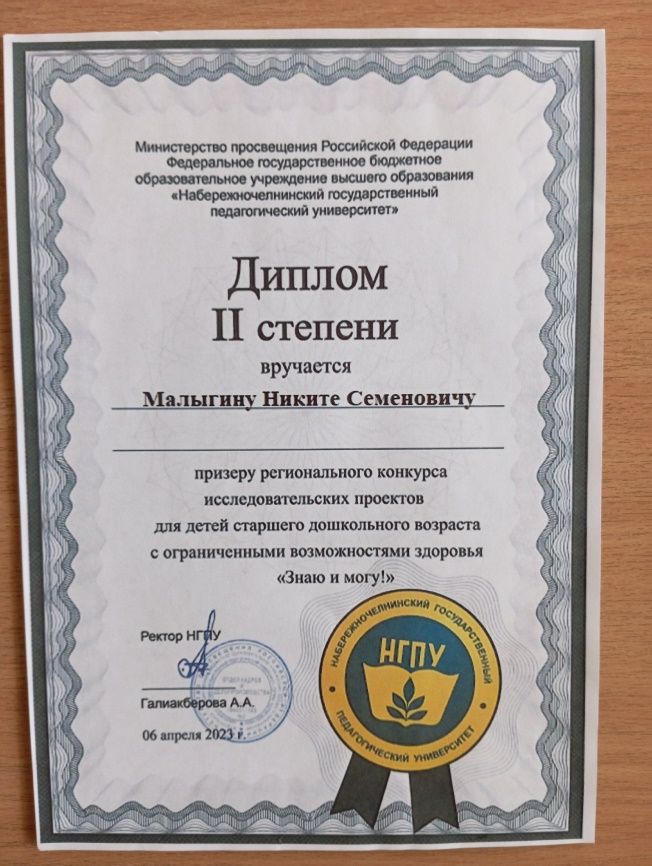 Министерство просвещения Российской Федерации
Федеральное государственное бюджетное
образовательное учреждение высшего образования
«Набережночелнинский государственный
педагогический университет»
Диплом
II степени
вручается
Малыгину Никите Семеновичу
призеру регионального конкурса
исследовательских проектов
для детей старшего дошкольного возраста
с ограниченными возможностями здоровья
«Знаю и могу!»
Ректор НГПУ
Галиакберова А.А.
06 апреля 2023 г.
НАБЕРЕЖНОЧЕЛНИНСКИЙ ГОСУДАРСТВЕННЫЙ
НГПУ
ПЕДАГОГИЧЕСКИЙ УНИВЕРСИТЕТ